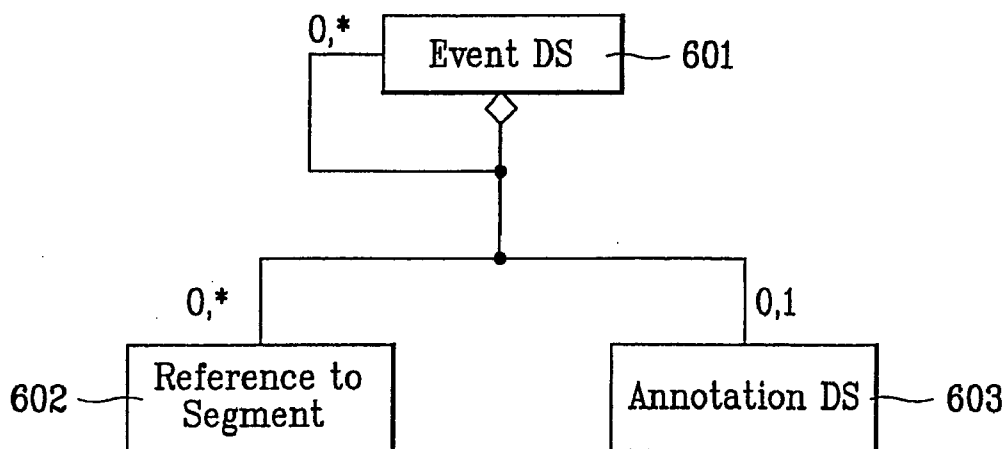 0,*
Event DS
601
0,*
0,1
602
Reference to
Segment
Annotation DS
603